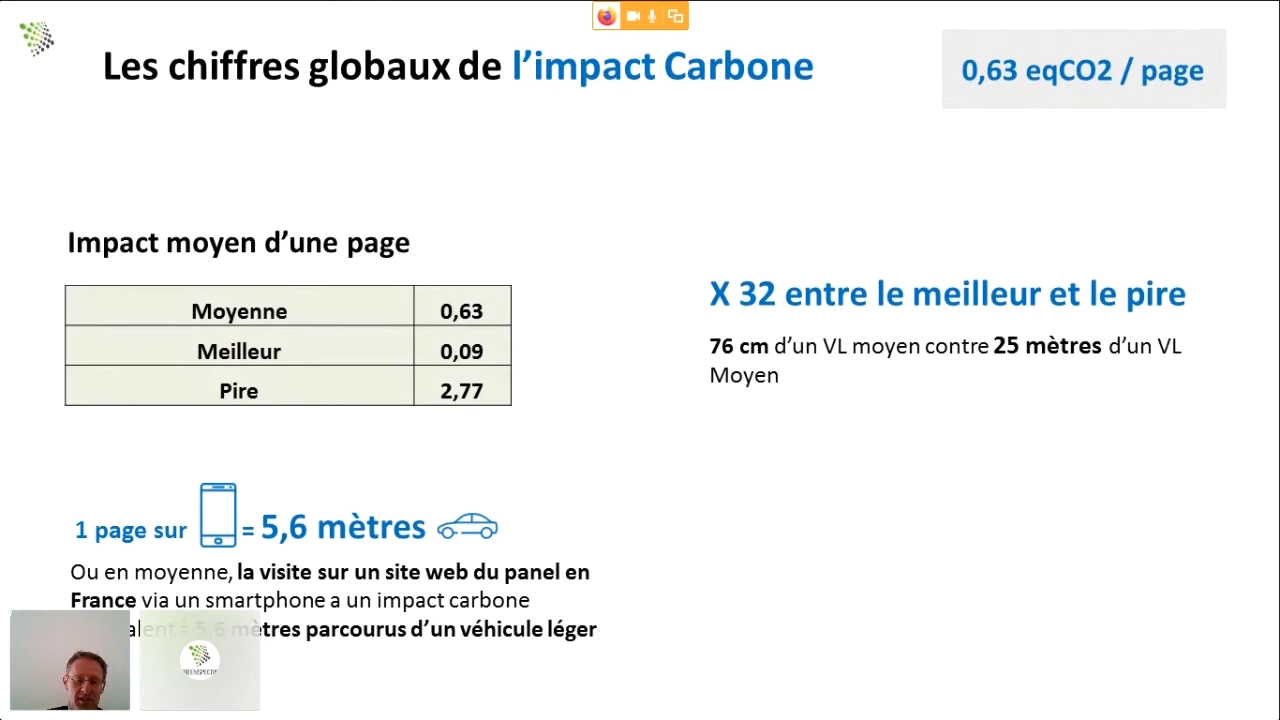 Les chiffres globaux de l’impact Carbone
0,63 eqCO2 / page
Impact moyen d’une page
Moyenne 0,63
Meilleur 0,09
Pire 2,77
X 32 entre le meilleur et le pire
76 cm d’un VL moyen contre 25 mètres d’un VL
Moyen
1 page sur = 5,6 mètres
Ou en moyenne, la visite sur un site web du panel en
France via un smartphone a un impact carbone
alent à 5,6 mètres parcourus d’un véhicule léger